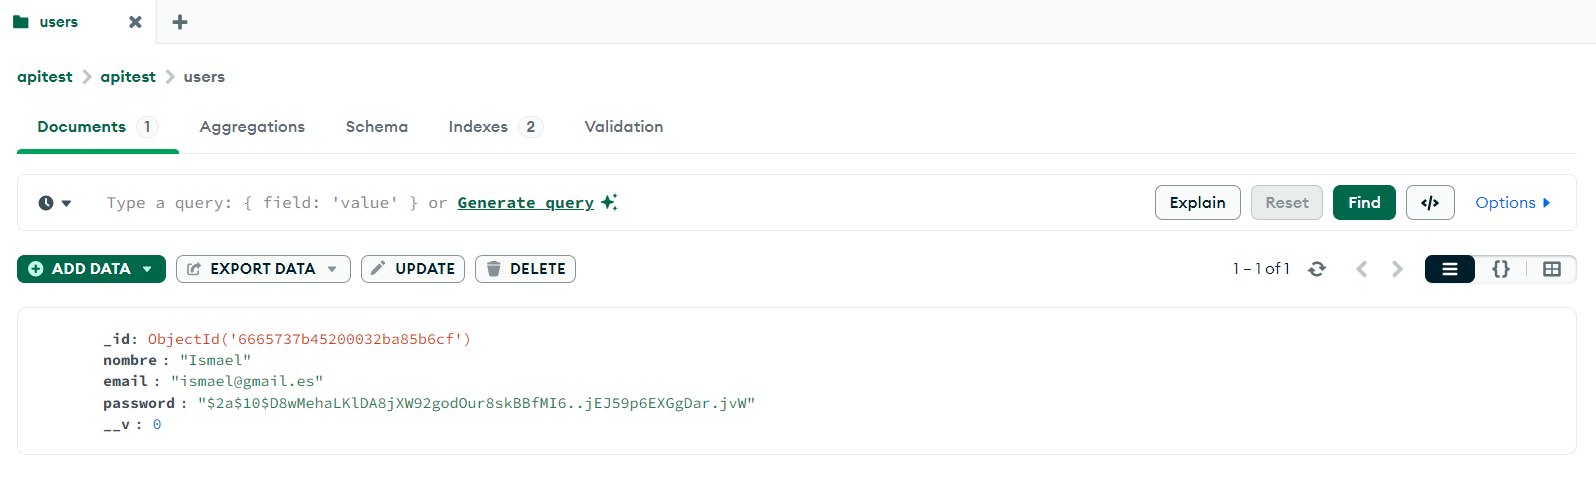 users
apitest apitest users
Documents 1 Aggregations Schema Indexes 2 Validation
Type a query: { field: 'value' } or Generate query Explain Reset Find </> Options
ADD DATA EXPORT DATA UPDATE DELETE 1 – 1 of 1 {}
_id: ObjectId('6665737b45200032ba85b6cf')
nombre : "Ismael"
email : "ismael@gmail.es"
password : "$2a$10$D8wMehaLKlDA8jXW92godOur8skBBfMI6..jEJ59p6EXGgDar.jvW"
__v : 0